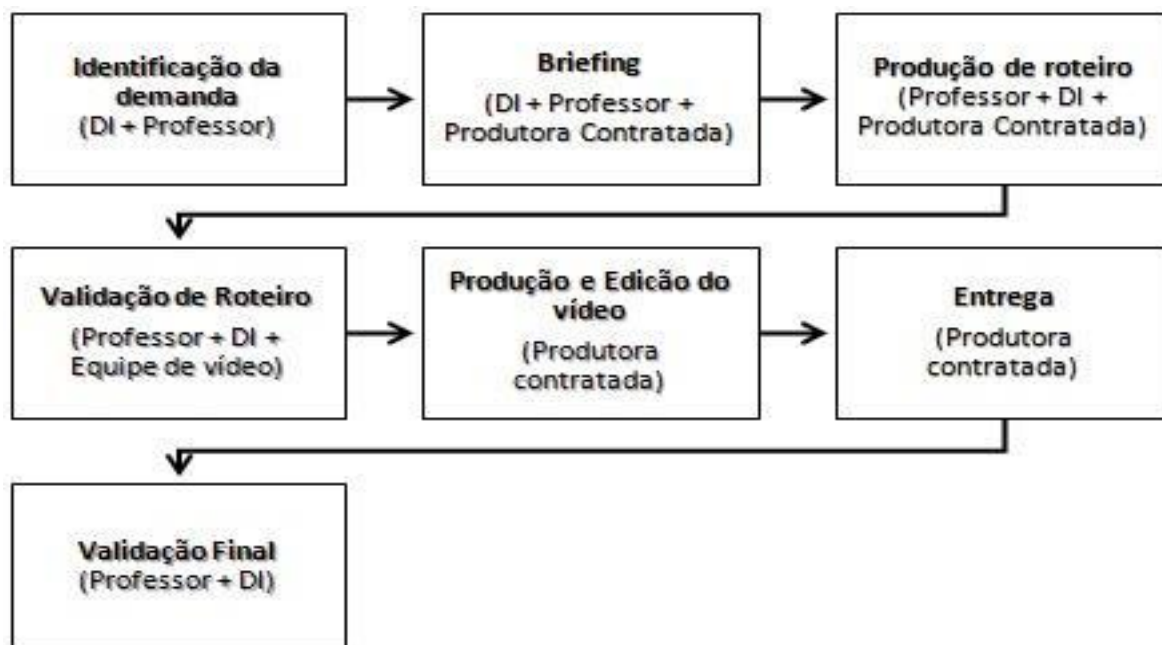 Identificação da
demanda
(DI + Professor)
Briefing
(DI + Professor +
Produtora Contratada)
Produção de roteiro
(Professor + DI +
Produtora Contratada)
Validação de Roteiro
(Professor + DI +
Equipe de vídeo)
Produção e Edicão do
vídeo
(Produtora
contratada)
Entrega
(Produtora
contratada)
Validação Final
(Professor + DI)